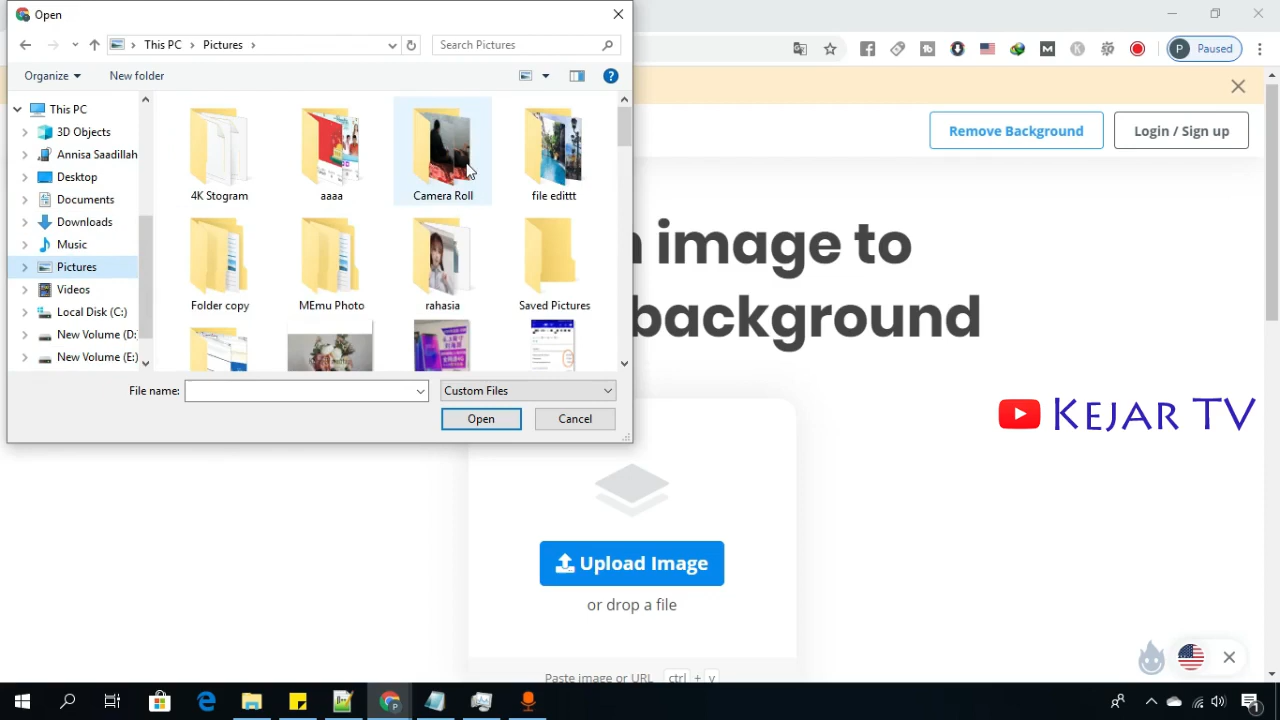 Open
This PC
Pictures
Search Pictures
Organize
New folder
This PC
3D Objects
Annisa Saadillah
Desktop
Documents
Downloads
Music
Pictures
Videos
Local Disk (C:)
New Volume (D:
New Volume (E:)
4K Stogram
aaaa
Camera Roll
file edittt
Folder copy
MEmu Photo
rahasia
Saved Pictures
File name:
Custom Files
Open
Cancel
P Paused
Remove Background
Login / Sign up
n image to
background
KEJAR TV
Upload Image
or drop a file
Paste image or URL ctrl + v